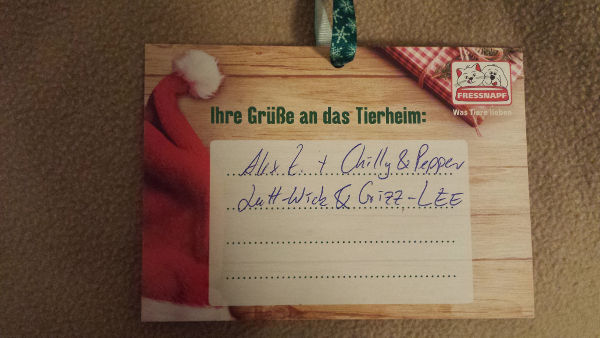 Ihre Grüße an das Tierheim:
FRESSNAPF
Was Tiere lieben
Alex Z. + Chilly & Pepper
Lutt-Wick & Grizz-LEE